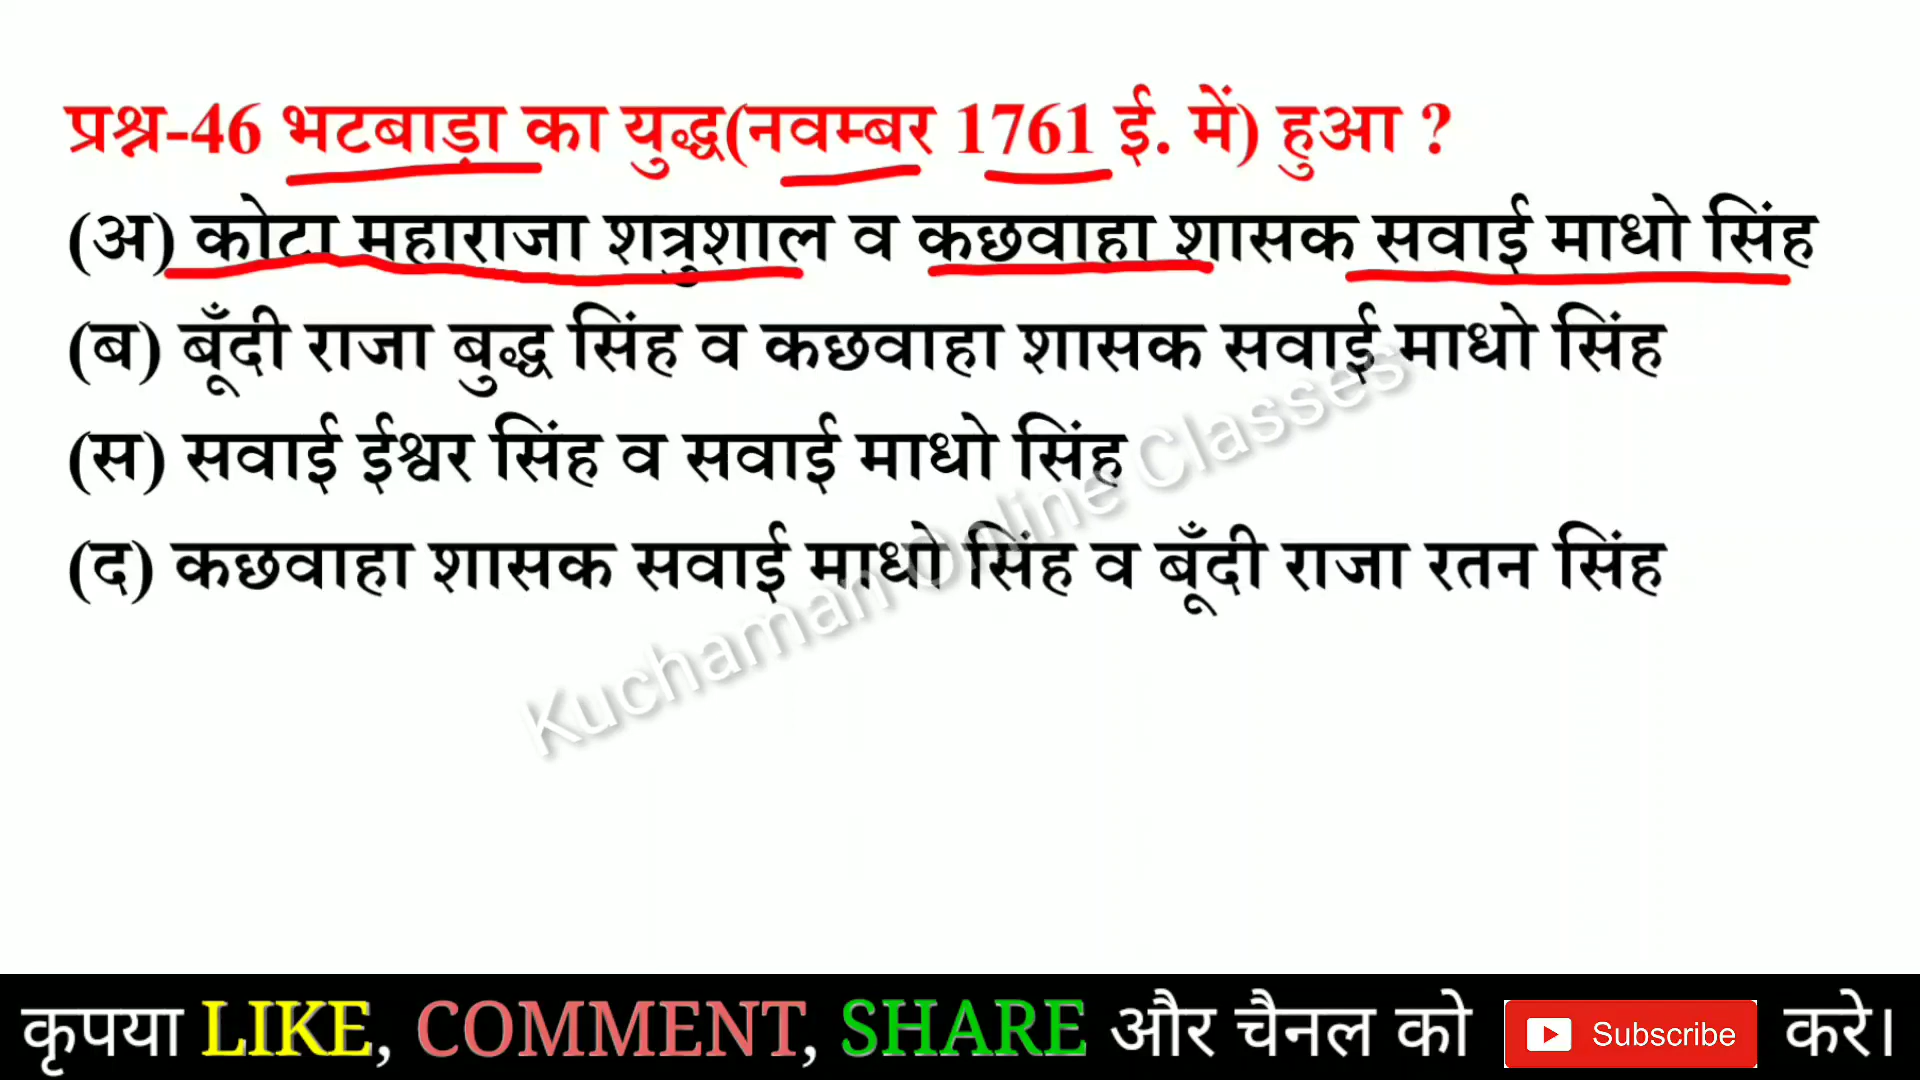 प्रश्न-46 भटबाड़ा का युद्ध(नवम्बर 1761 ई. में) हुआ ?
(अ) कोटा महाराजा शत्रुशाल व कछवाहा शासक सवाई माधो सिंह
(ब) बूँदी राजा बुद्ध सिंह व कछवाहा शासक सवाई माधो सिंह
(स) सवाई ईश्वर सिंह व सवाई माधो सिंह
(द) कछवाहा शासक सवाई माधो सिंह व बूँदी राजा रतन सिंह
Kuchaman Online Classes
कृपया LIKE, COMMENT, SHARE और चैनल को Subscribe करे।